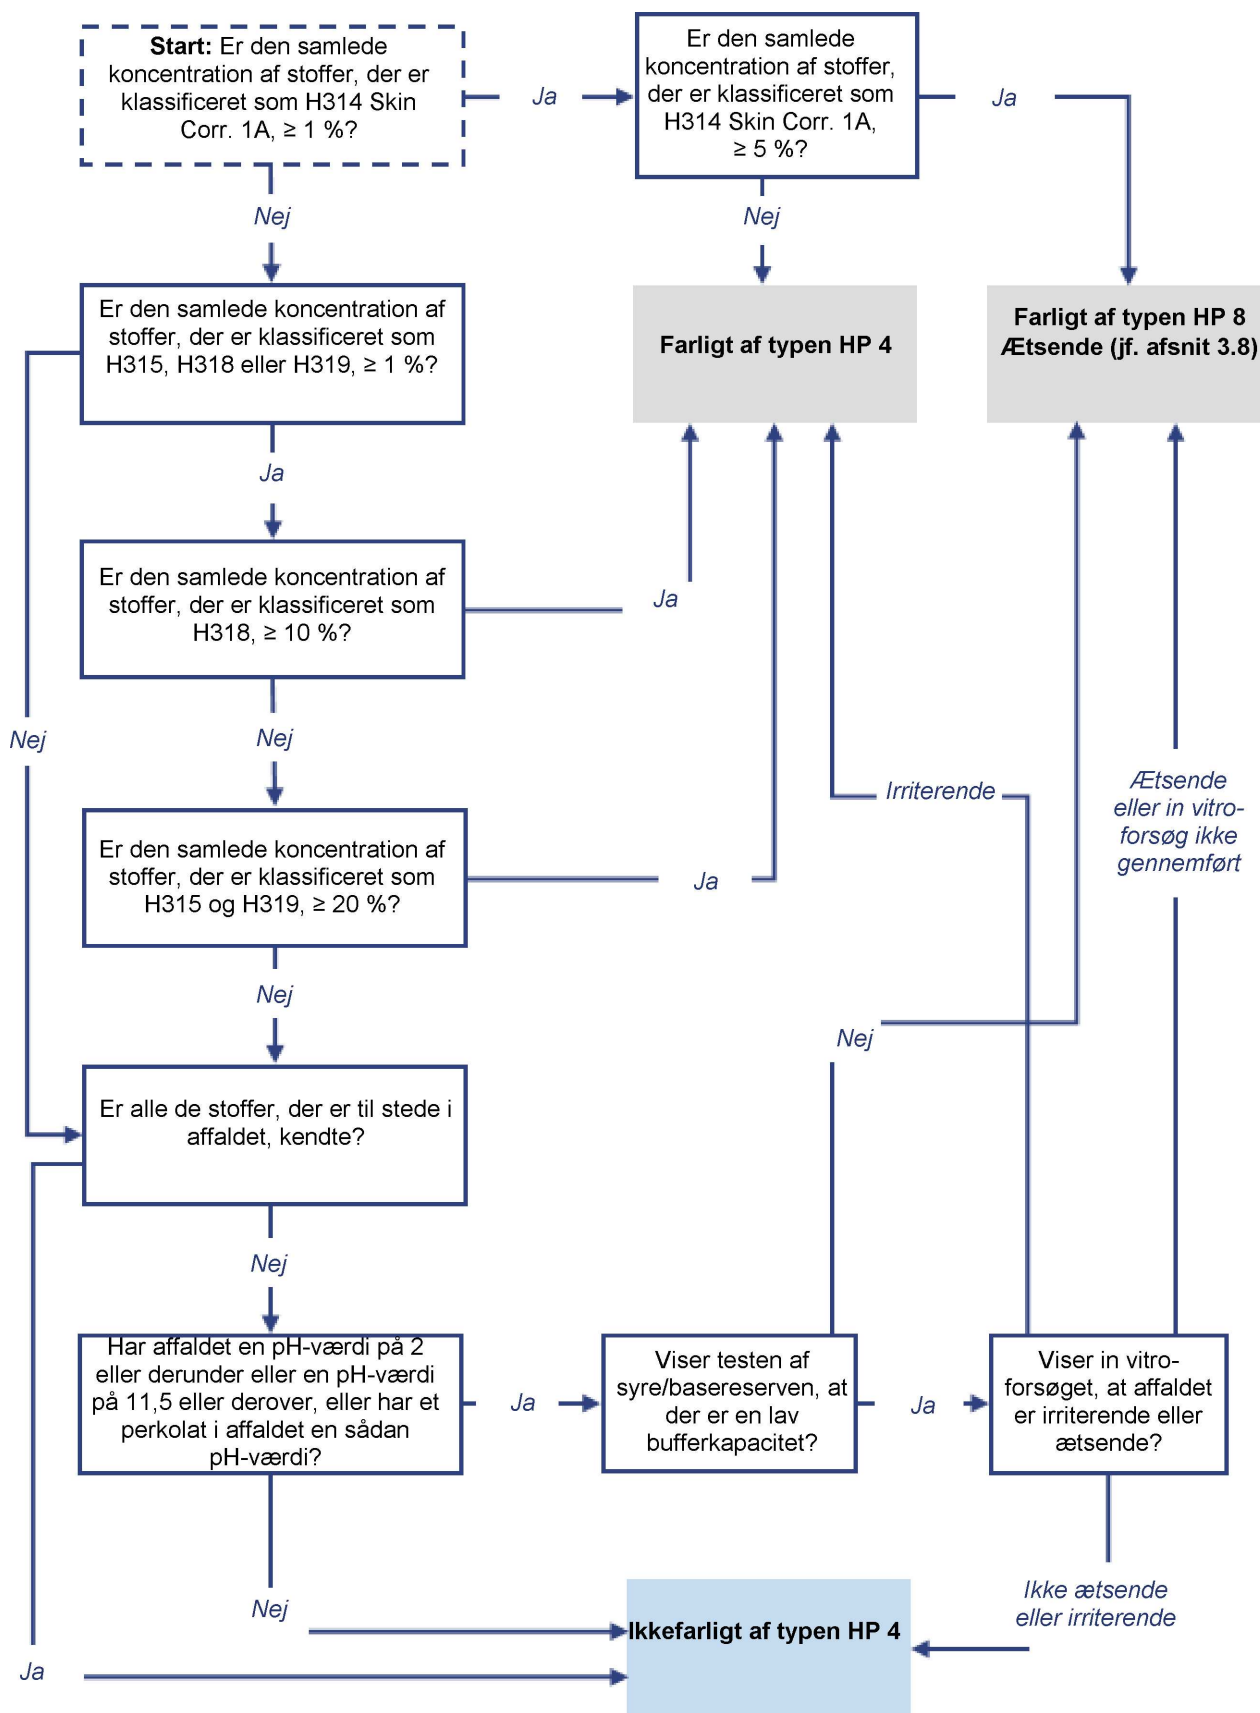 Start: Er den samlede
koncentration af stoffer, der er
klassificeret som H314 Skin
Corr. 1A, ≥ 1 %?
Ja
Er den samlede
koncentration af stoffer,
der er klassificeret som
H314 Skin Corr. 1A,
≥ 5 %?
Ja
Nej
Nej
Er den samlede koncentration af
stoffer, der er klassificeret som
H315, H318 eller H319, ≥ 1 %?
Farligt af typen HP 4
Farligt af typen HP 8
Ætsende (jf. afsnit 3.8)
Ja
Er den samlede koncentration af
stoffer, der er klassificeret som
H318, ≥ 10 %?
Ja
Nej
Nej
Er den samlede koncentration af
stoffer, der er klassificeret som
H315 og H319, ≥ 20 %?
Ja
Irriterende
Ætsende
eller in vitro-
forsøg ikke
gennemført
Nej
Nej
Er alle de stoffer, der er til stede i
affaldet, kendte?
Nej
Har affaldet en pH-værdi på 2
eller derunder eller en pH-værdi
på 11,5 eller derover, eller har et
perkolat i affaldet en sådan
pH-værdi?
Ja
Viser testen af
syre/basereserven, at
der er en lav
bufferkapacitet?
Ja
Viser in vitro-
forsøget, at affaldet
er irriterende eller
ætsende?
Nej
Ikke ætsende
eller irriterende
Ikkefarligt af typen HP 4
Ja